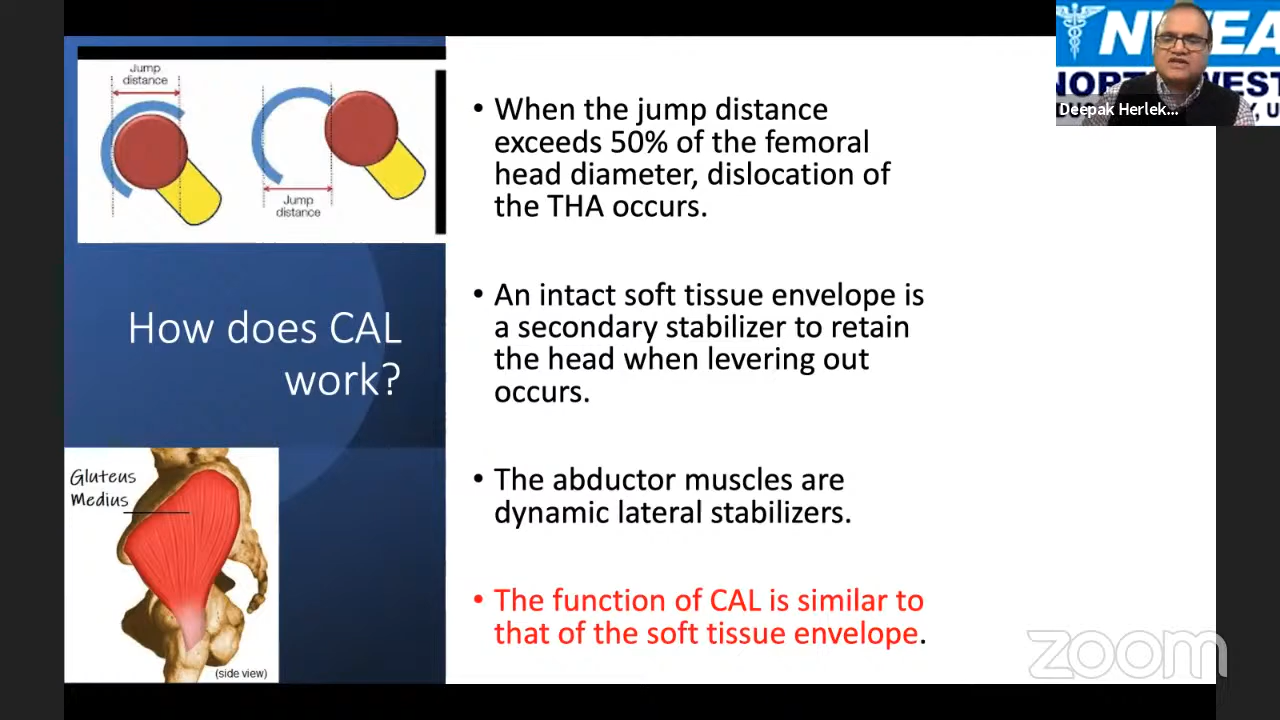 Jump
distance
Jump
distance
How does CAL
work?
Gluteus
Medius
(side view)
• When the jump distance
exceeds 50% of the femoral
head diameter, dislocation of
the THA occurs.
• An intact soft tissue envelope is
a secondary stabilizer to retain
the head when levering out
occurs.
• The abductor muscles are
dynamic lateral stabilizers.
• The function of CAL is similar to
that of the soft tissue envelope.
Deepak Herlek...
zoom